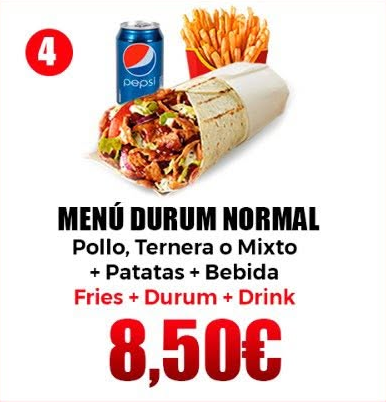 4
pepsi
MENÚ DURUM NORMAL
Pollo, Ternera o Mixto
+ Patatas + Bebida
Fries + Durum + Drink
8,50€